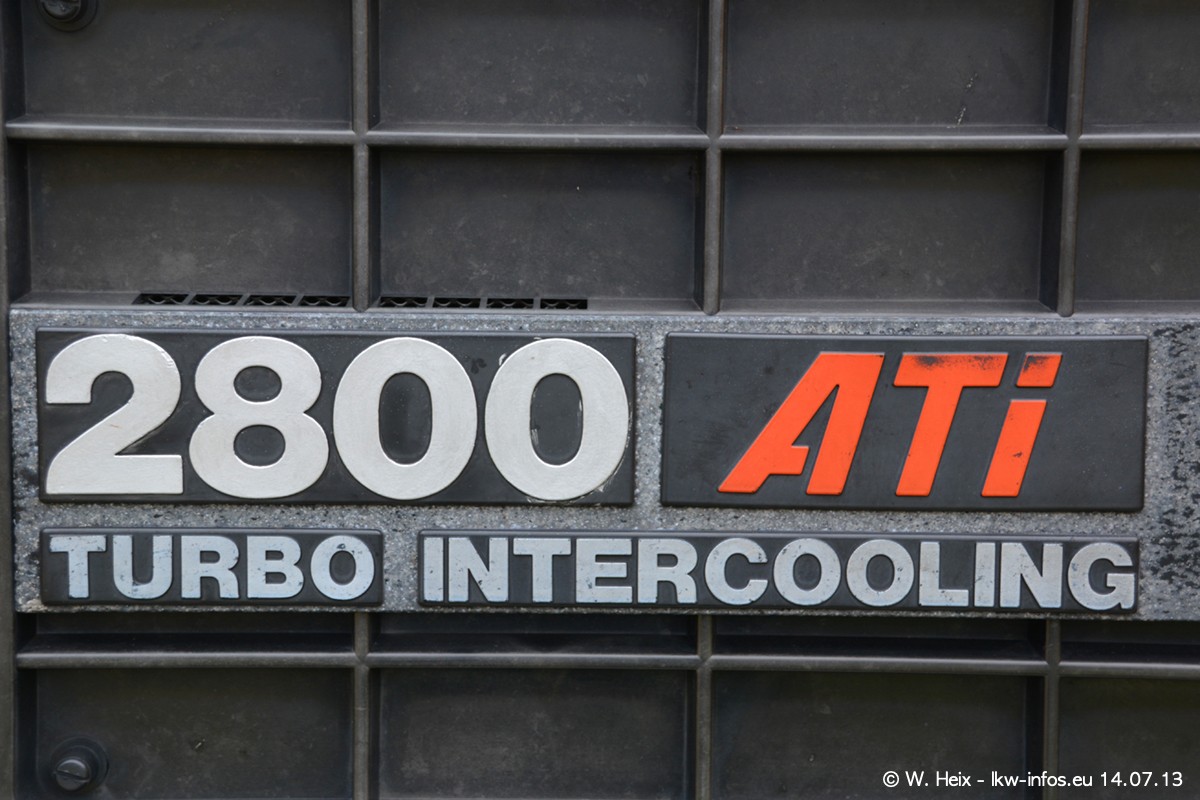 2800 ATi
TURBO INTERCOOLING
© W. Heix - lkw-infos.eu 14.07.13